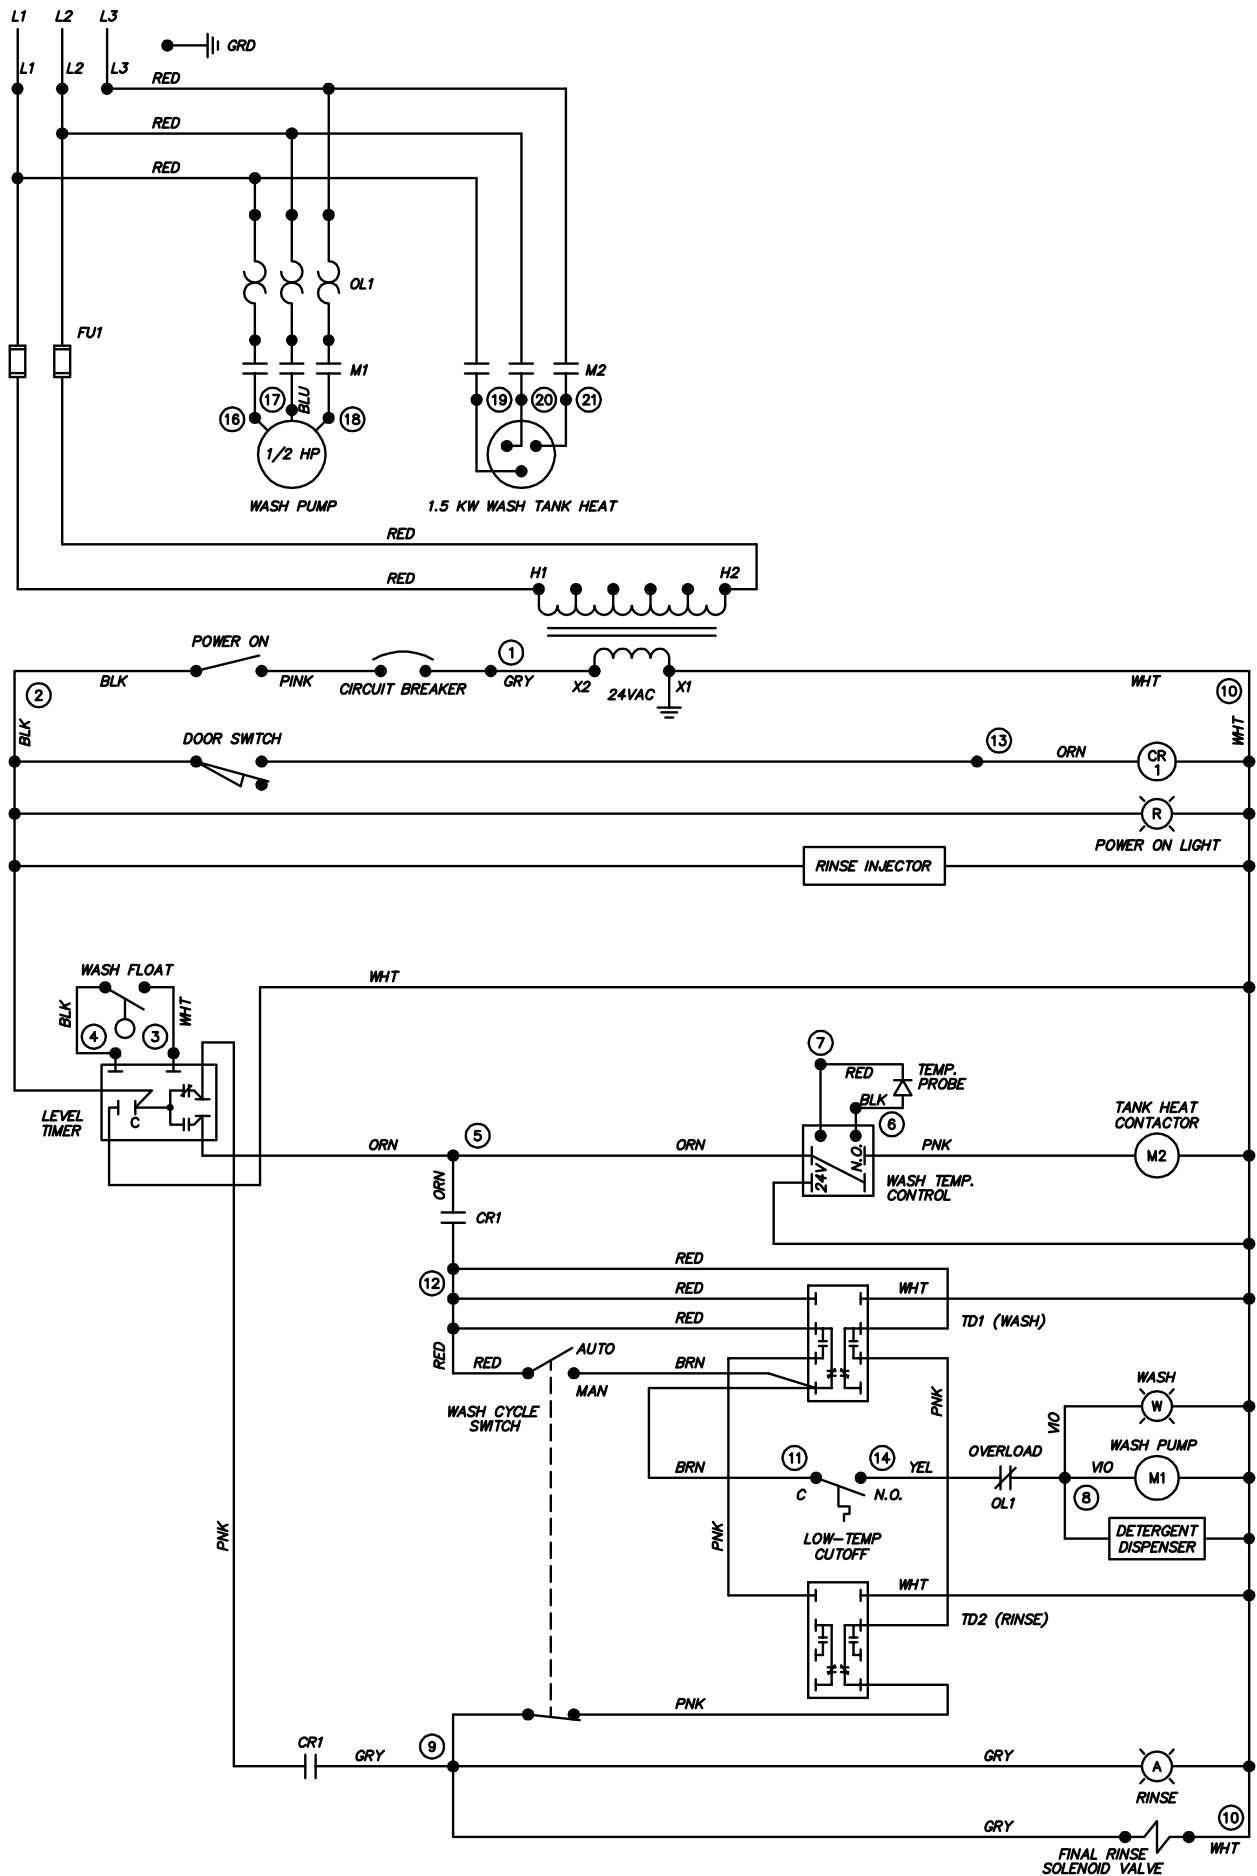 L1 L2 L3
GRD
L1 L2 L3
RED
RED
RED
OL1
FU1
M1
M2
BLU
16 17 18 19 20 21
1/2 HP
WASH PUMP
1.5 KW WASH TANK HEAT
RED
RED
H1 H2
POWER ON
1
BLK PINK CIRCUIT BREAKER GRY X2 24VAC X1 WHT
2
10
BLK
WHT
DOOR SWITCH
13
ORN
CR
1
R
POWER ON LIGHT
RINSE INJECTOR
WASH FLOAT
WHT
BLK
WHT
4 3
7
RED
TEMP.
PROBE
BLK
6
LEVEL
TIMER
C
ORN
5
ORN
24V
N.O.
PNK
TANK HEAT
CONTACTOR
M2
WASH TEMP.
CONTROL
ORN
CR1
RED
12
RED
WHT
RED
TD1 (WASH)
RED
RED
AUTO
MAN
BRN
WASH CYCLE
SWITCH
PNK
WASH
W
VIO
BRN
11
C
14
N.O.
YEL
OVERLOAD
OL1
VIO
8
WASH PUMP
M1
LOW-TEMP
CUTOFF
DETERGENT
DISPENSER
PNK
PNK
WHT
TD2 (RINSE)
PNK
CR1
GRY
9
GRY
A
RINSE
GRY
10
WHT
FINAL RINSE
SOLENOID VALVE